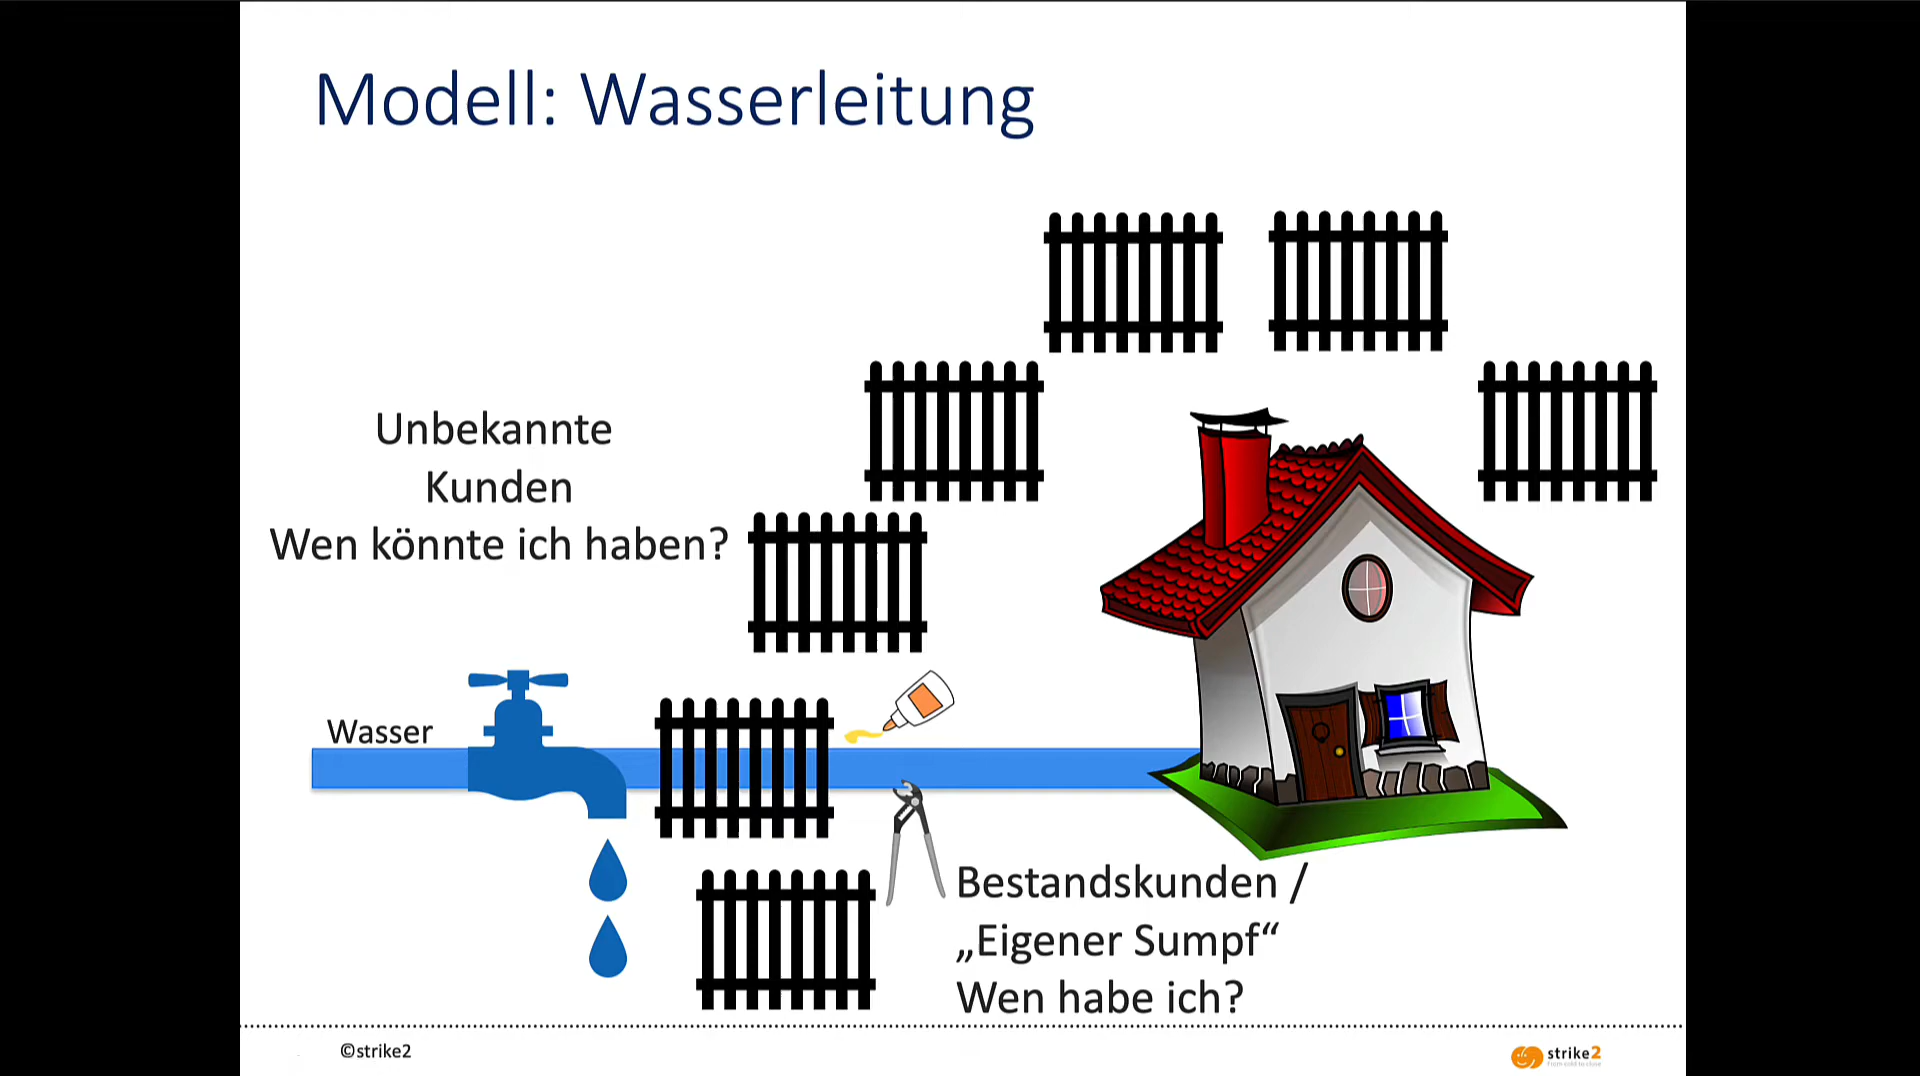 Modell: Wasserleitung
Unbekannte
Kunden
Wen könnte ich haben?
Wasser
Bestandskunden /
„Eigener Sumpf“
Wen habe ich?
©strike2
strike2